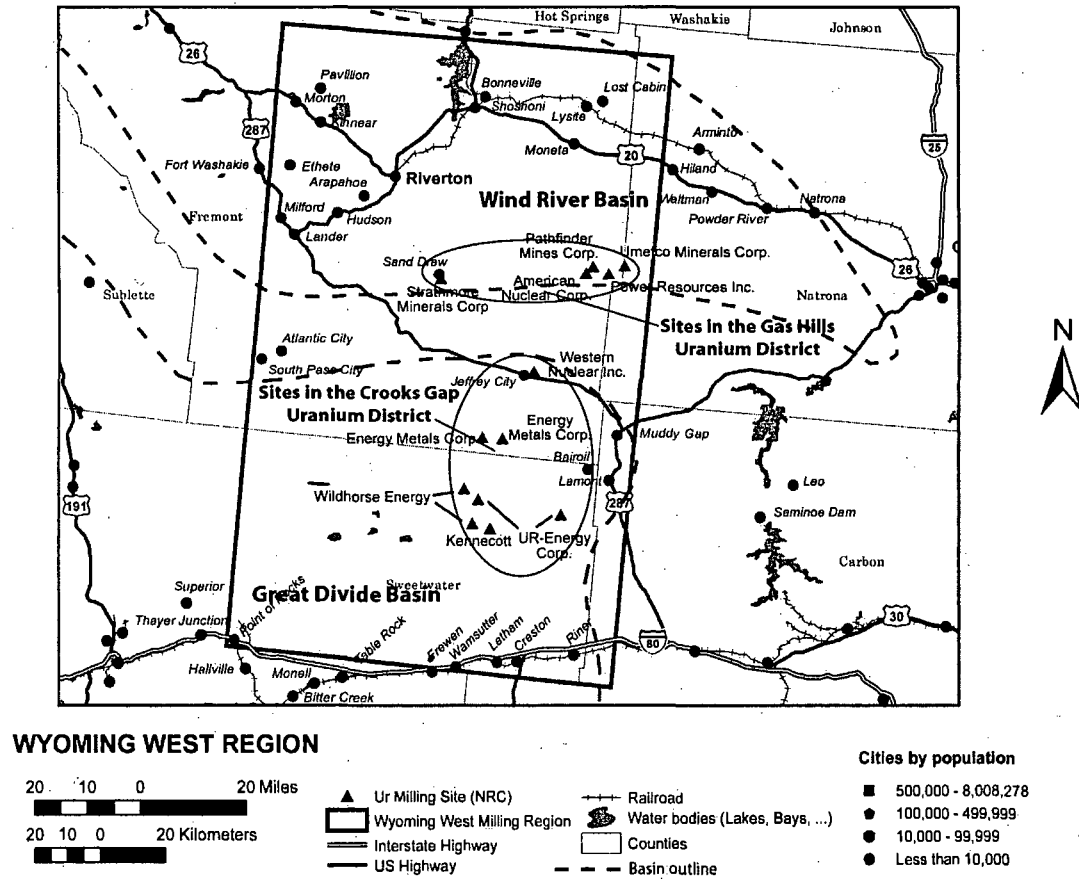 Hot Springs
Washakie
Johnson
26
Pavillion
Morton
Kinnear
Bonneville
Shoshoni
Lost Cabin
Lysite
287
Arminto
25
Moneta
20
Fort Washakie
Ethete
Arapahoe
Riverton
Hiland
Waltman
Wind River Basin
Natrona
Fremont
Milford
Hudson
Powder River
Lander
Pathfinder
Mines Corp.
Umetco Minerals Corp.
Sand Draw
26
American
Nuclear Corp.
Power Resources Inc.
Strathmore
Minerals Corp
Sublette
Natrona
Sites in the Gas Hills
Uranium District
N
Atlantic City
South Pass City
Western
Nuclear Inc.
Jeffrey City
Sites in the Crooks Gap
Uranium District
Energy
Metals Corp.
Energy Metals Corp.
Muddy Gap
Bairoil
Lamont
Leo
Wildhorse Energy
287
191
Seminoe Dam
Kennecott
UR-Energy
Corp.
Carbon
Superior
Sweetwater
Great Divide Basin
Thayer Junction
Point of Rocks
30
Table Rock
Frewen
Wamsutter
Latham
Creston
Riner
80
Hallville
Monell
Bitter Creek
WYOMING WEST REGION
20 10 0 20 Miles
20 10 0 20 Kilometers
Ur Milling Site (NRC)
Wyoming West Milling Region
Interstate Highway
US Highway
Railroad
Water bodies (Lakes, Bays, ...)
Counties
Basin outline
Cities by population
500,000 - 8,008,278
100,000 - 499,999
10,000 - 99,999
Less than 10,000